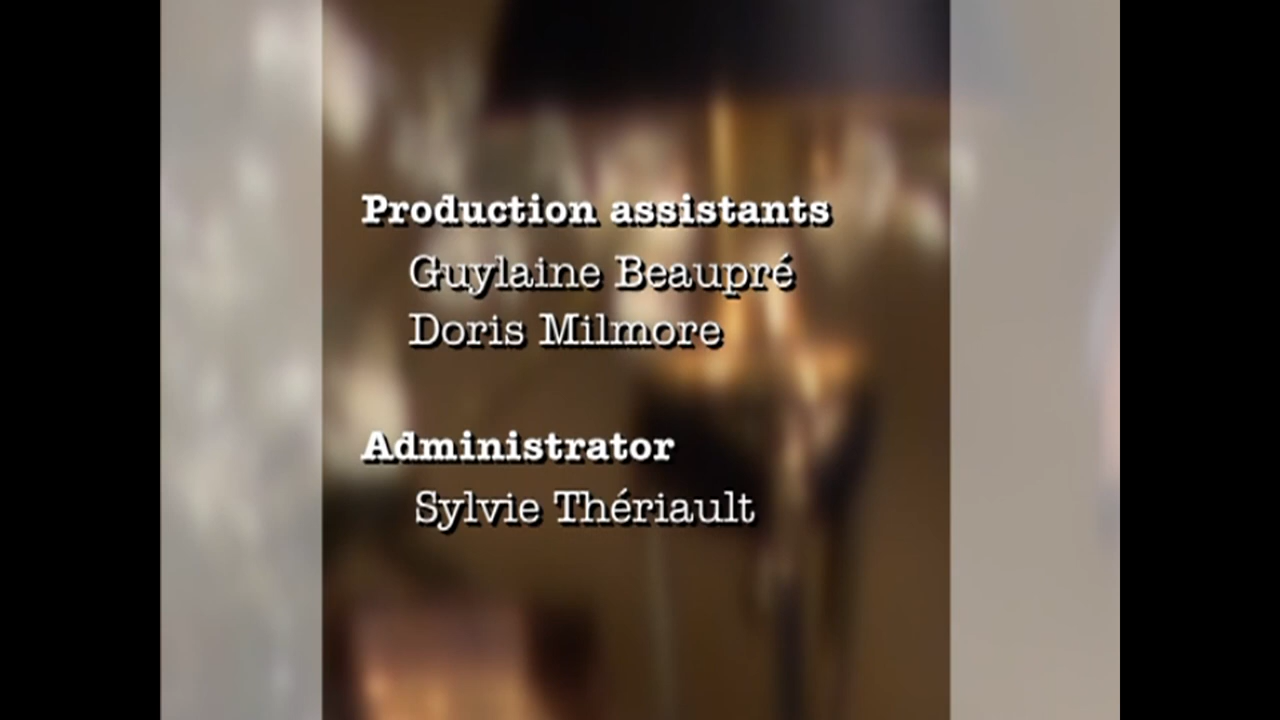 Production assistants
Guylaine Beaupré
Doris Milmore
Administrator
Sylvie Thériault